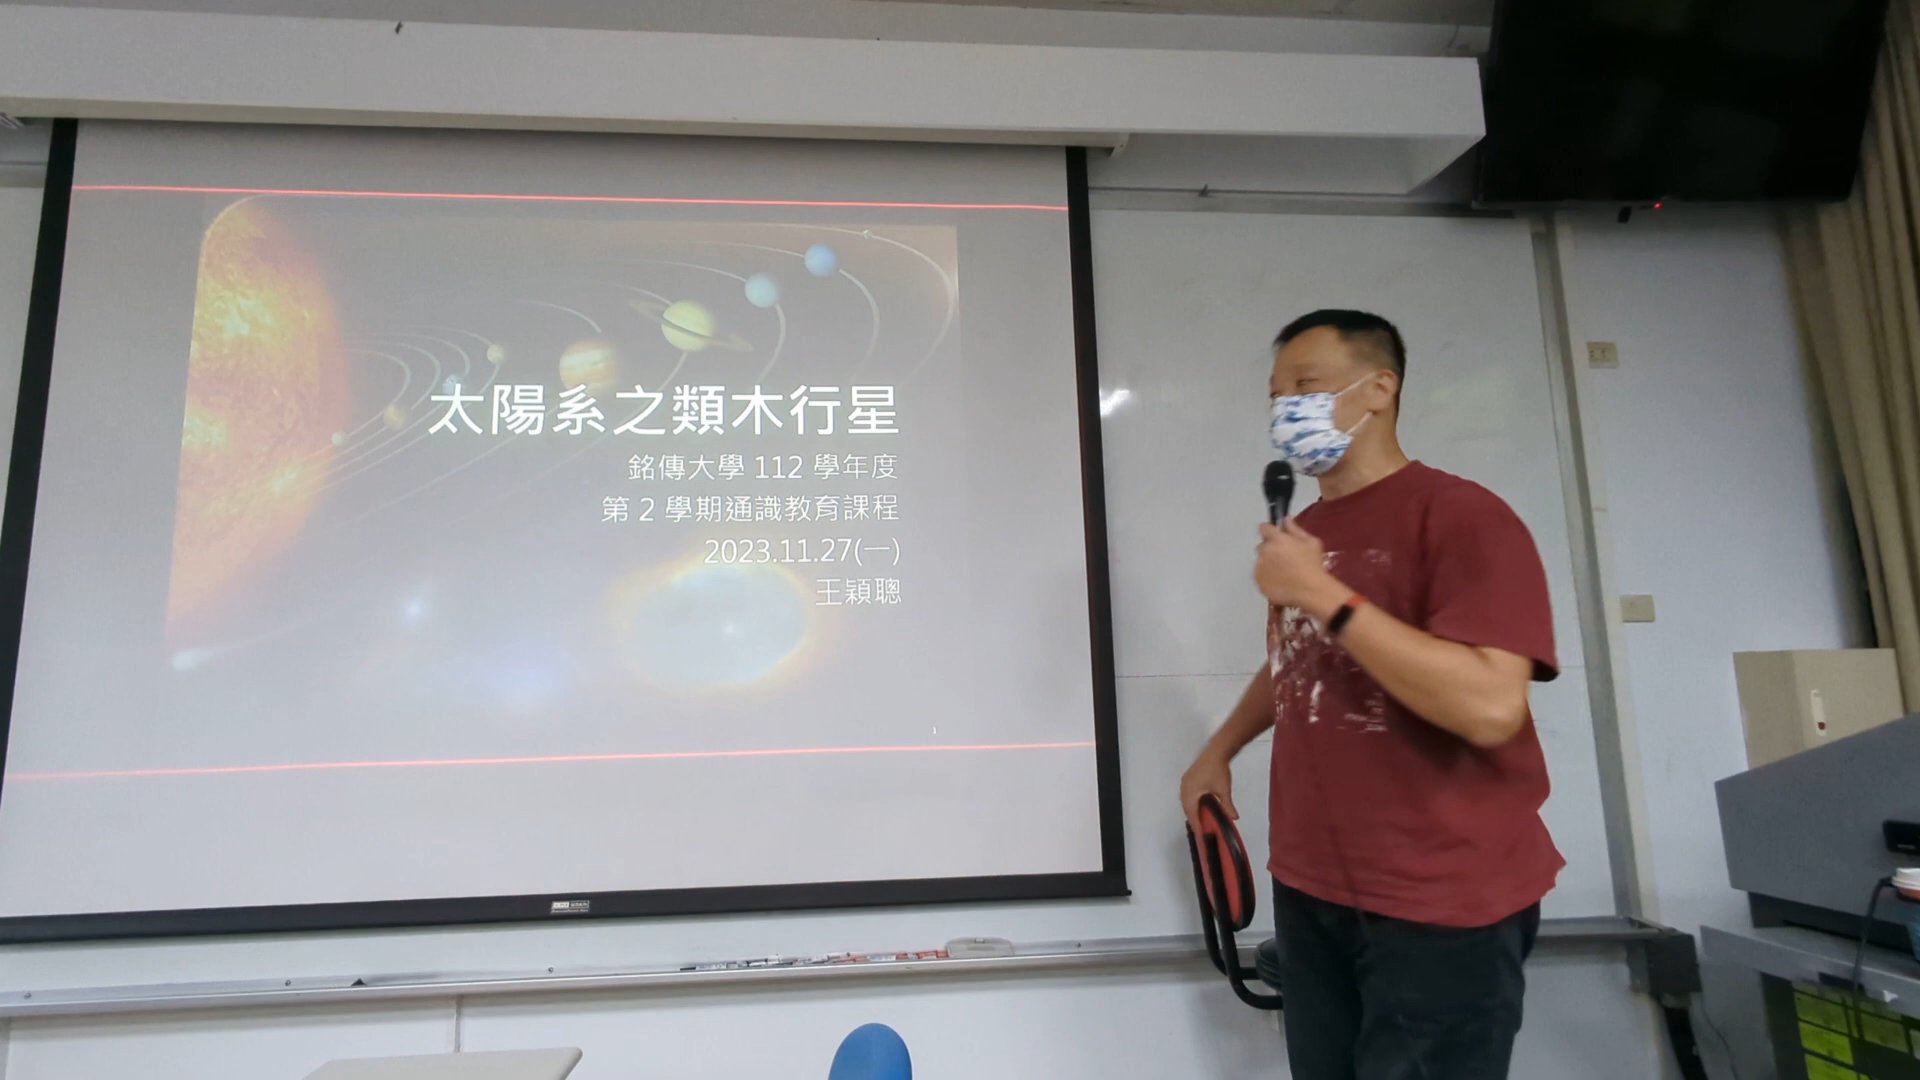 太陽系之類木行星
銘傳大學 112 學年度
第 2 學期通識教育課程
2023.11.27(一)
王穎聰
1